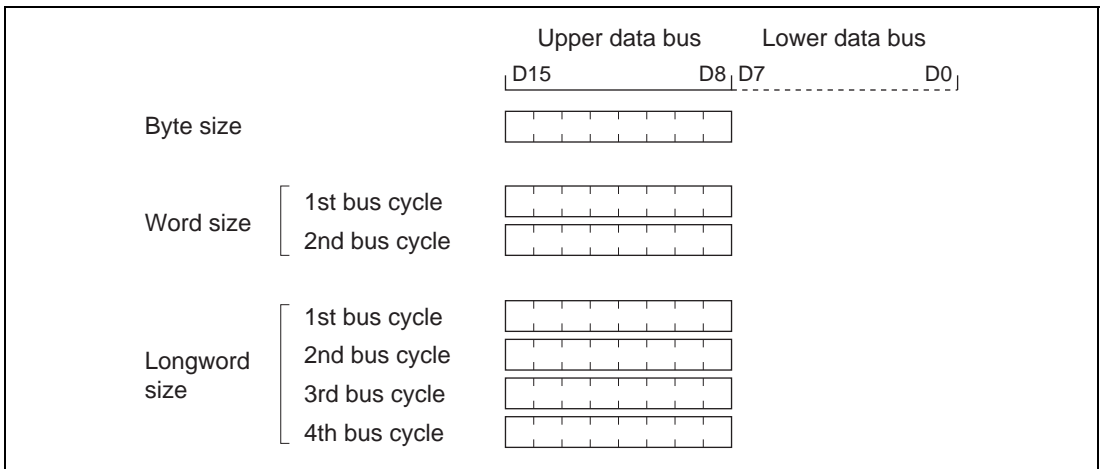 Upper data bus Lower data bus
D15 D8 D7 D0
Byte size
Word size
1st bus cycle
2nd bus cycle
Longword
size
1st bus cycle
2nd bus cycle
3rd bus cycle
4th bus cycle